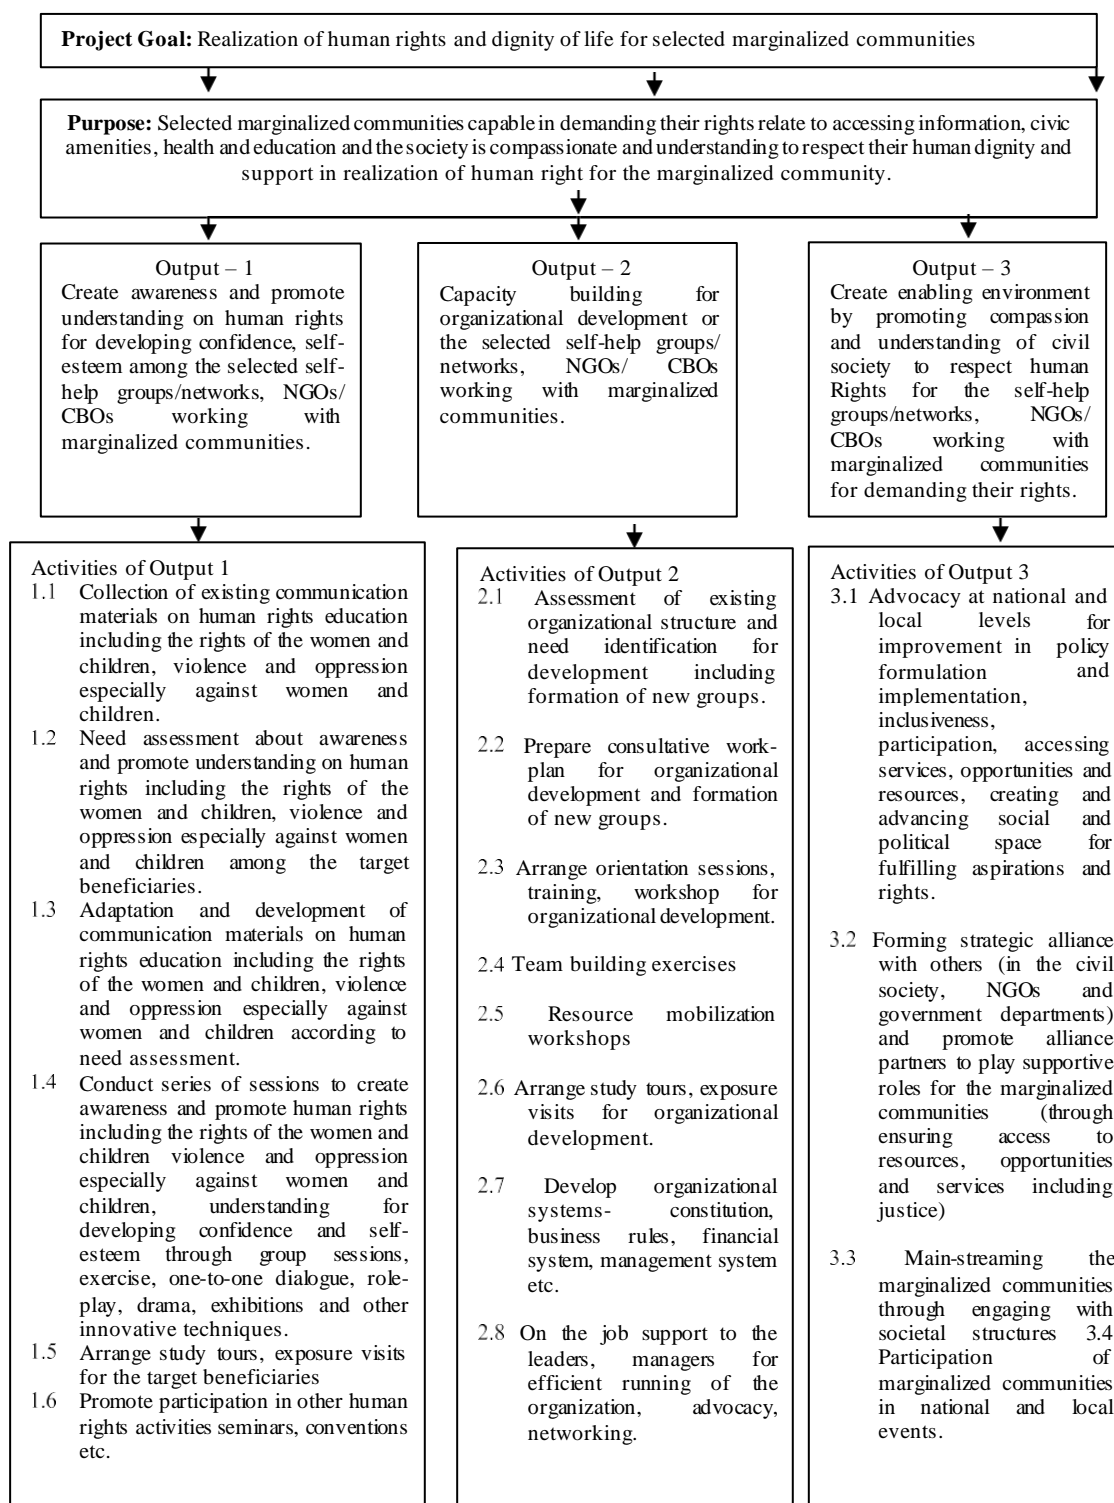 Project Goal: Realization of human rights and dignity of life for selected marginalized communities
Purpose: Selected marginalized communities capable in demanding their rights relate to accessing information, civic
amenities, health and education and the society is compassionate and understanding to respect their human dignity and
support in realization of human right for the marginalized community.
Output – 1
Create awareness and promote
understanding on human rights
for developing confidence, self-
esteem among the selected self-
help groups/networks, NGOs/
CBOs working with
marginalized communities.
Output – 2
Capacity building for
organizational development or
the selected self-help groups/
networks, NGOs/ CBOs
working with marginalized
communities.
Output – 3
Create enabling environment
by promoting compassion
and understanding of civil
society to respect human
Rights for the self-help
groups/networks, NGOs/
CBOs working with
marginalized communities
for demanding their rights.
Activities of Output 1
1.1 Collection of existing communication
materials on human rights education
including the rights of the women and
children, violence and oppression
especially against women and
children.
1.2 Need assessment about awareness
and promote understanding on human
rights including the rights of the
women and children, violence and
oppression especially against women
and children among the target
beneficiaries.
1.3 Adaptation and development of
communication materials on human
rights education including the rights
of the women and children, violence
and oppression especially against
women and children according to
need assessment.
1.4 Conduct series of sessions to create
awareness and promote human rights
including the rights of the women and
children violence and oppression
especially against women and
children, understanding for
developing confidence and self-
esteem through group sessions,
exercise, one-to-one dialogue, role-
play, drama, exhibitions and other
innovative techniques.
1.5 Arrange study tours, exposure visits
for the target beneficiaries
1.6 Promote participation in other human
rights activities seminars, conventions
etc.
Activities of Output 2
2.1 Assessment of existing
organizational structure and
need identification for
development including
formation of new groups.
2.2 Prepare consultative work-
plan for organizational
development and formation
of new groups.
2.3 Arrange orientation sessions,
training, workshop for
organizational development.
2.4 Team building exercises
2.5 Resource mobilization
workshops
2.6 Arrange study tours, exposure
visits for organizational
development.
2.7 Develop organizational
systems- constitution,
business rules, financial
system, management system
etc.
2.8 On the job support to the
leaders, managers for
efficient running of the
organization, advocacy,
networking.
Activities of Output 3
3.1 Advocacy at national and
local levels for
improvement in policy
formulation and
implementation,
inclusiveness,
participation, accessing
services, opportunities and
resources, creating and
advancing social and
political space for
fulfilling aspirations and
rights.
3.2 Forming strategic alliance
with others (in the civil
society, NGOs and
government departments)
and promote alliance
partners to play supportive
roles for the marginalized
communities (through
ensuring access to
resources, opportunities
and services including
justice)
3.3 Main-streaming the
marginalized communities
through engaging with
societal structures 3.4
Participation of
marginalized communities
in national and local
events.